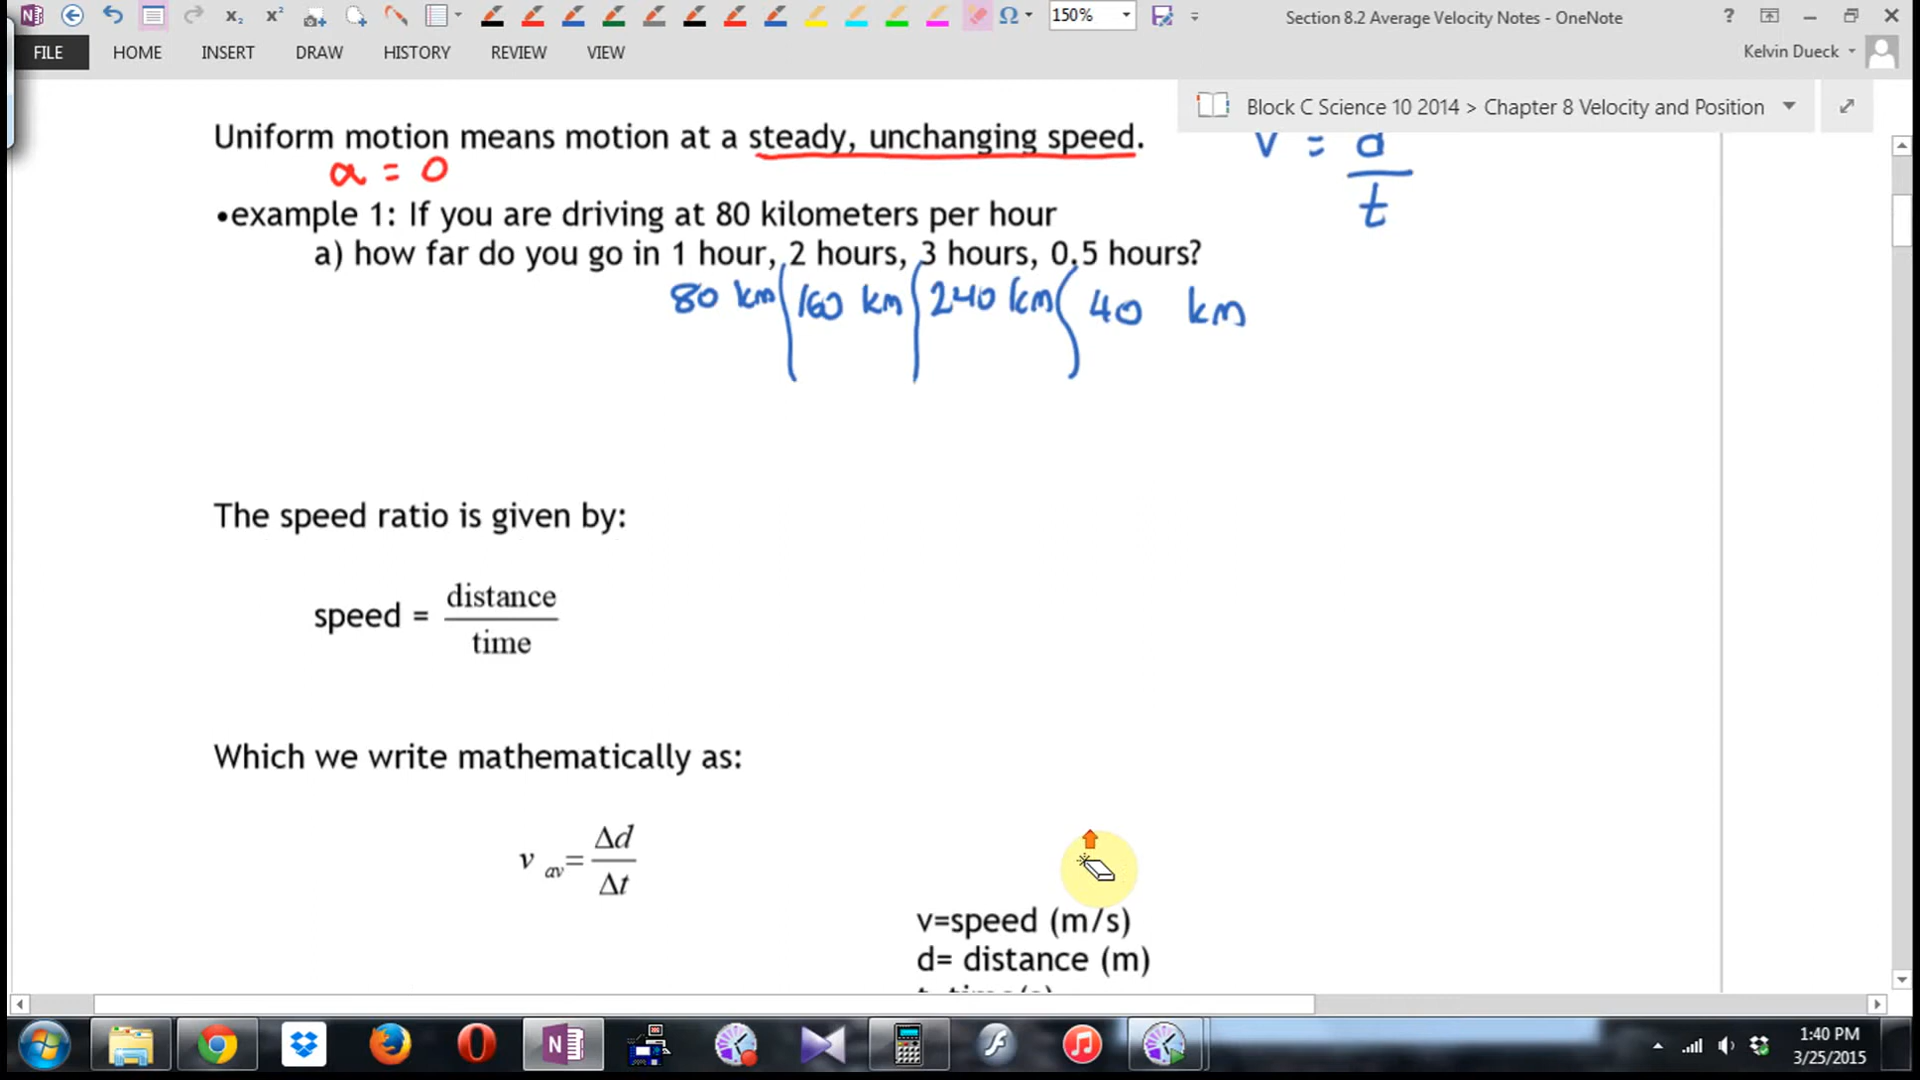 150%
Section 8.2 Average Velocity Notes - OneNote
FILE HOME INSERT DRAW HISTORY REVIEW VIEW
Kelvin Dueck
Block C Science 10 2014 > Chapter 8 Velocity and Position
Uniform motion means motion at a steady, unchanging speed.
a = 0
v = d / t
•example 1: If you are driving at 80 kilometers per hour
a) how far do you go in 1 hour, 2 hours, 3 hours, 0.5 hours?
80 km 160 km 240 km 40 km
The speed ratio is given by:
speed = distance / time
Which we write mathematically as:
v av = Δd / Δt
v=speed (m/s)
d= distance (m)
t=time(s)
1:40 PM
3/25/2015